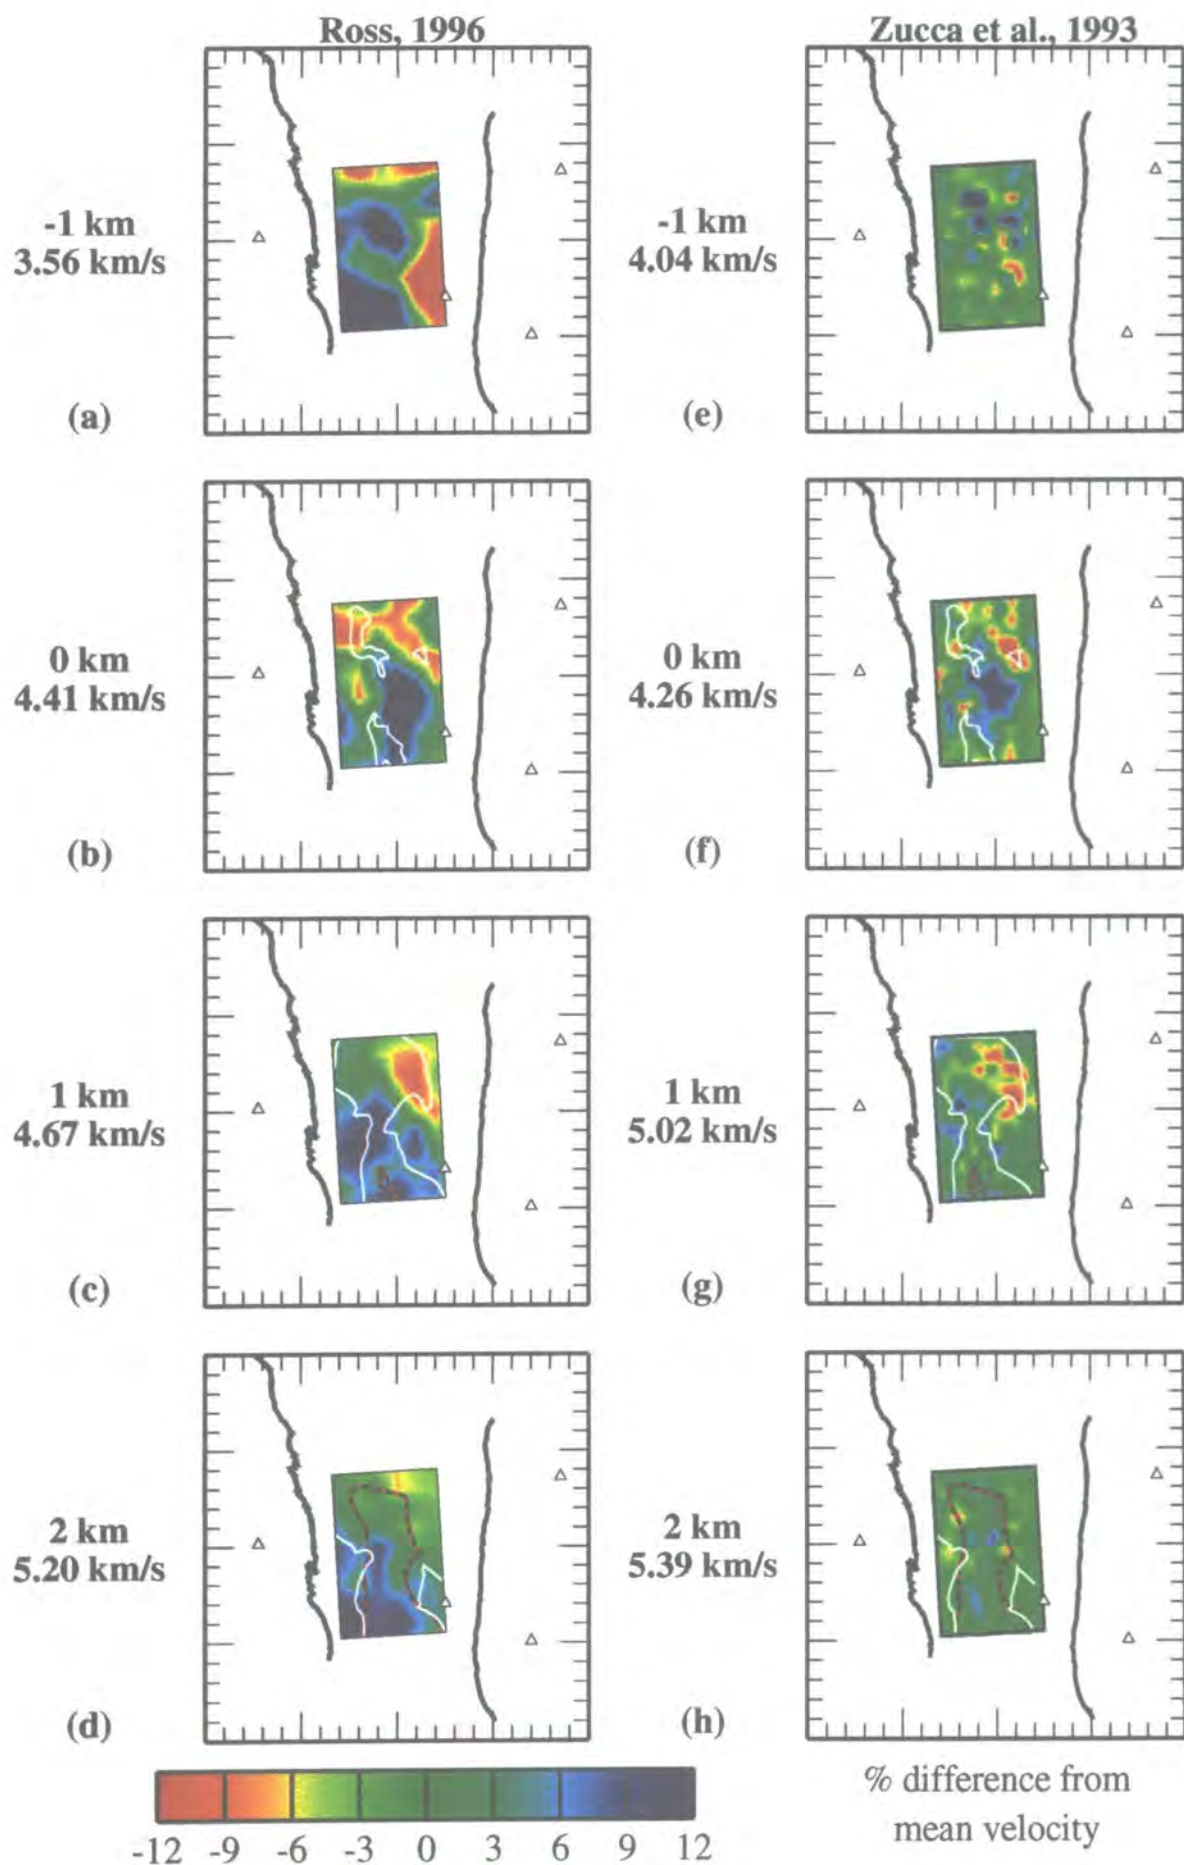 Ross, 1996
Zucca et al., 1993
-1 km
3.56 km/s
(a)
-1 km
4.04 km/s
(e)
0 km
4.41 km/s
(b)
0 km
4.26 km/s
(f)
1 km
4.67 km/s
(c)
1 km
5.02 km/s
(g)
2 km
5.20 km/s
(d)
2 km
5.39 km/s
(h)
-12 -9 -6 -3 0 3 6 9 12
% difference from
mean velocity